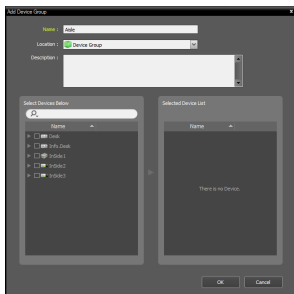 Add Device Group x
Name : Aisle
Location : Device Group
Description :
Select Devices Below
Selected Device List
Name
Name
Desk
Info.Desk
InSide1
InSide2
InSide3
There is no Device.
OK Cancel